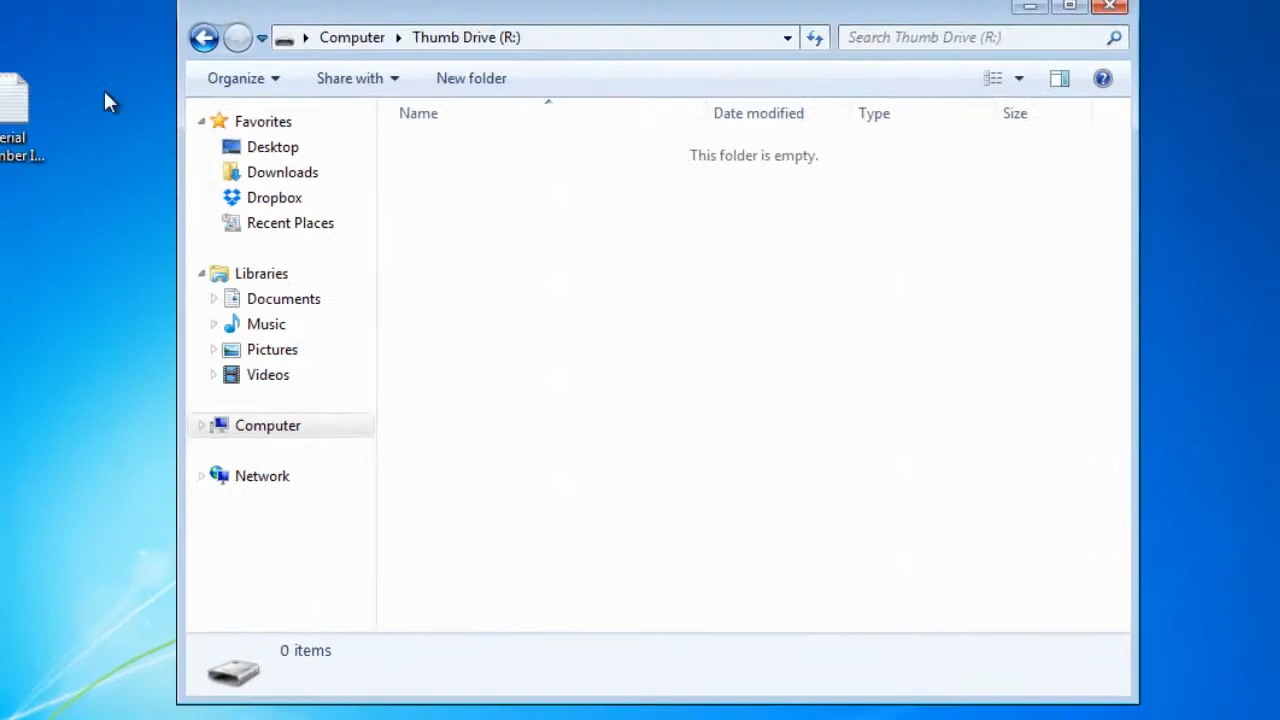 Computer Thumb Drive (R:) Search Thumb Drive (R:)
Organize Share with New folder
Name Date modified Type Size
This folder is empty.
Favorites
Desktop
Downloads
Dropbox
Recent Places
Libraries
Documents
Music
Pictures
Videos
Computer
Network
0 items
erial
mber I...